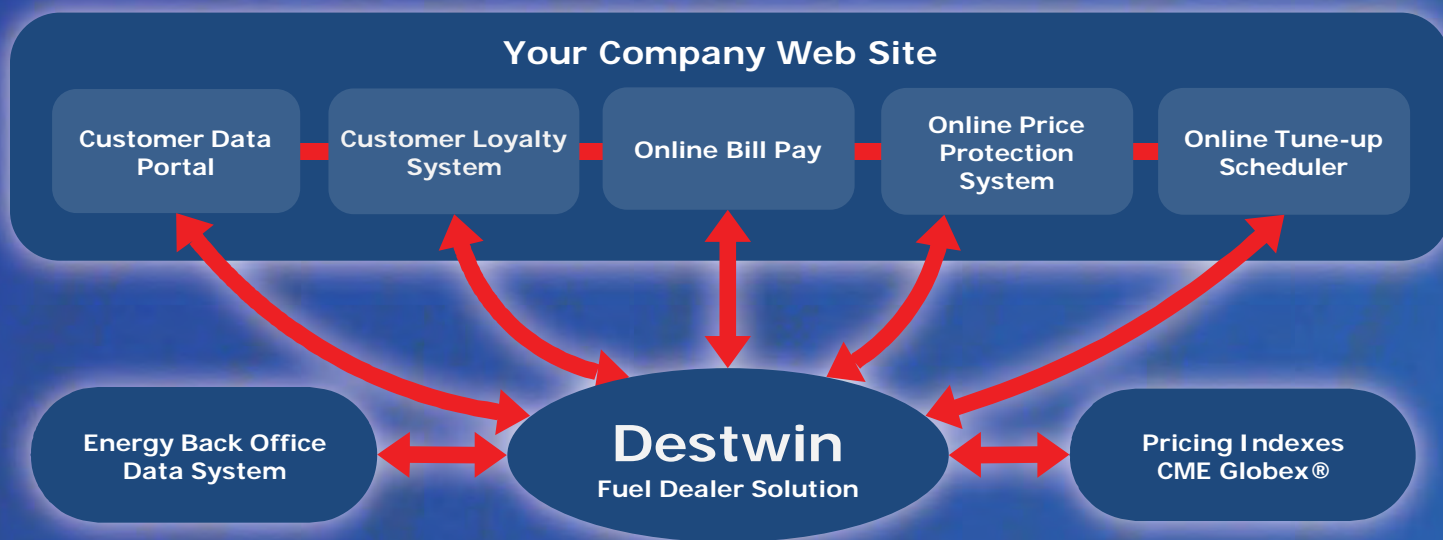 Your Company Web Site
Customer Data
Portal
Customer Loyalty
System
Online Bill Pay
Online Price
Protection
System
Online Tune-up
Scheduler
Energy Back Office
Data System
Destwin
Fuel Dealer Solution
Pricing Indexes
CME Globex®